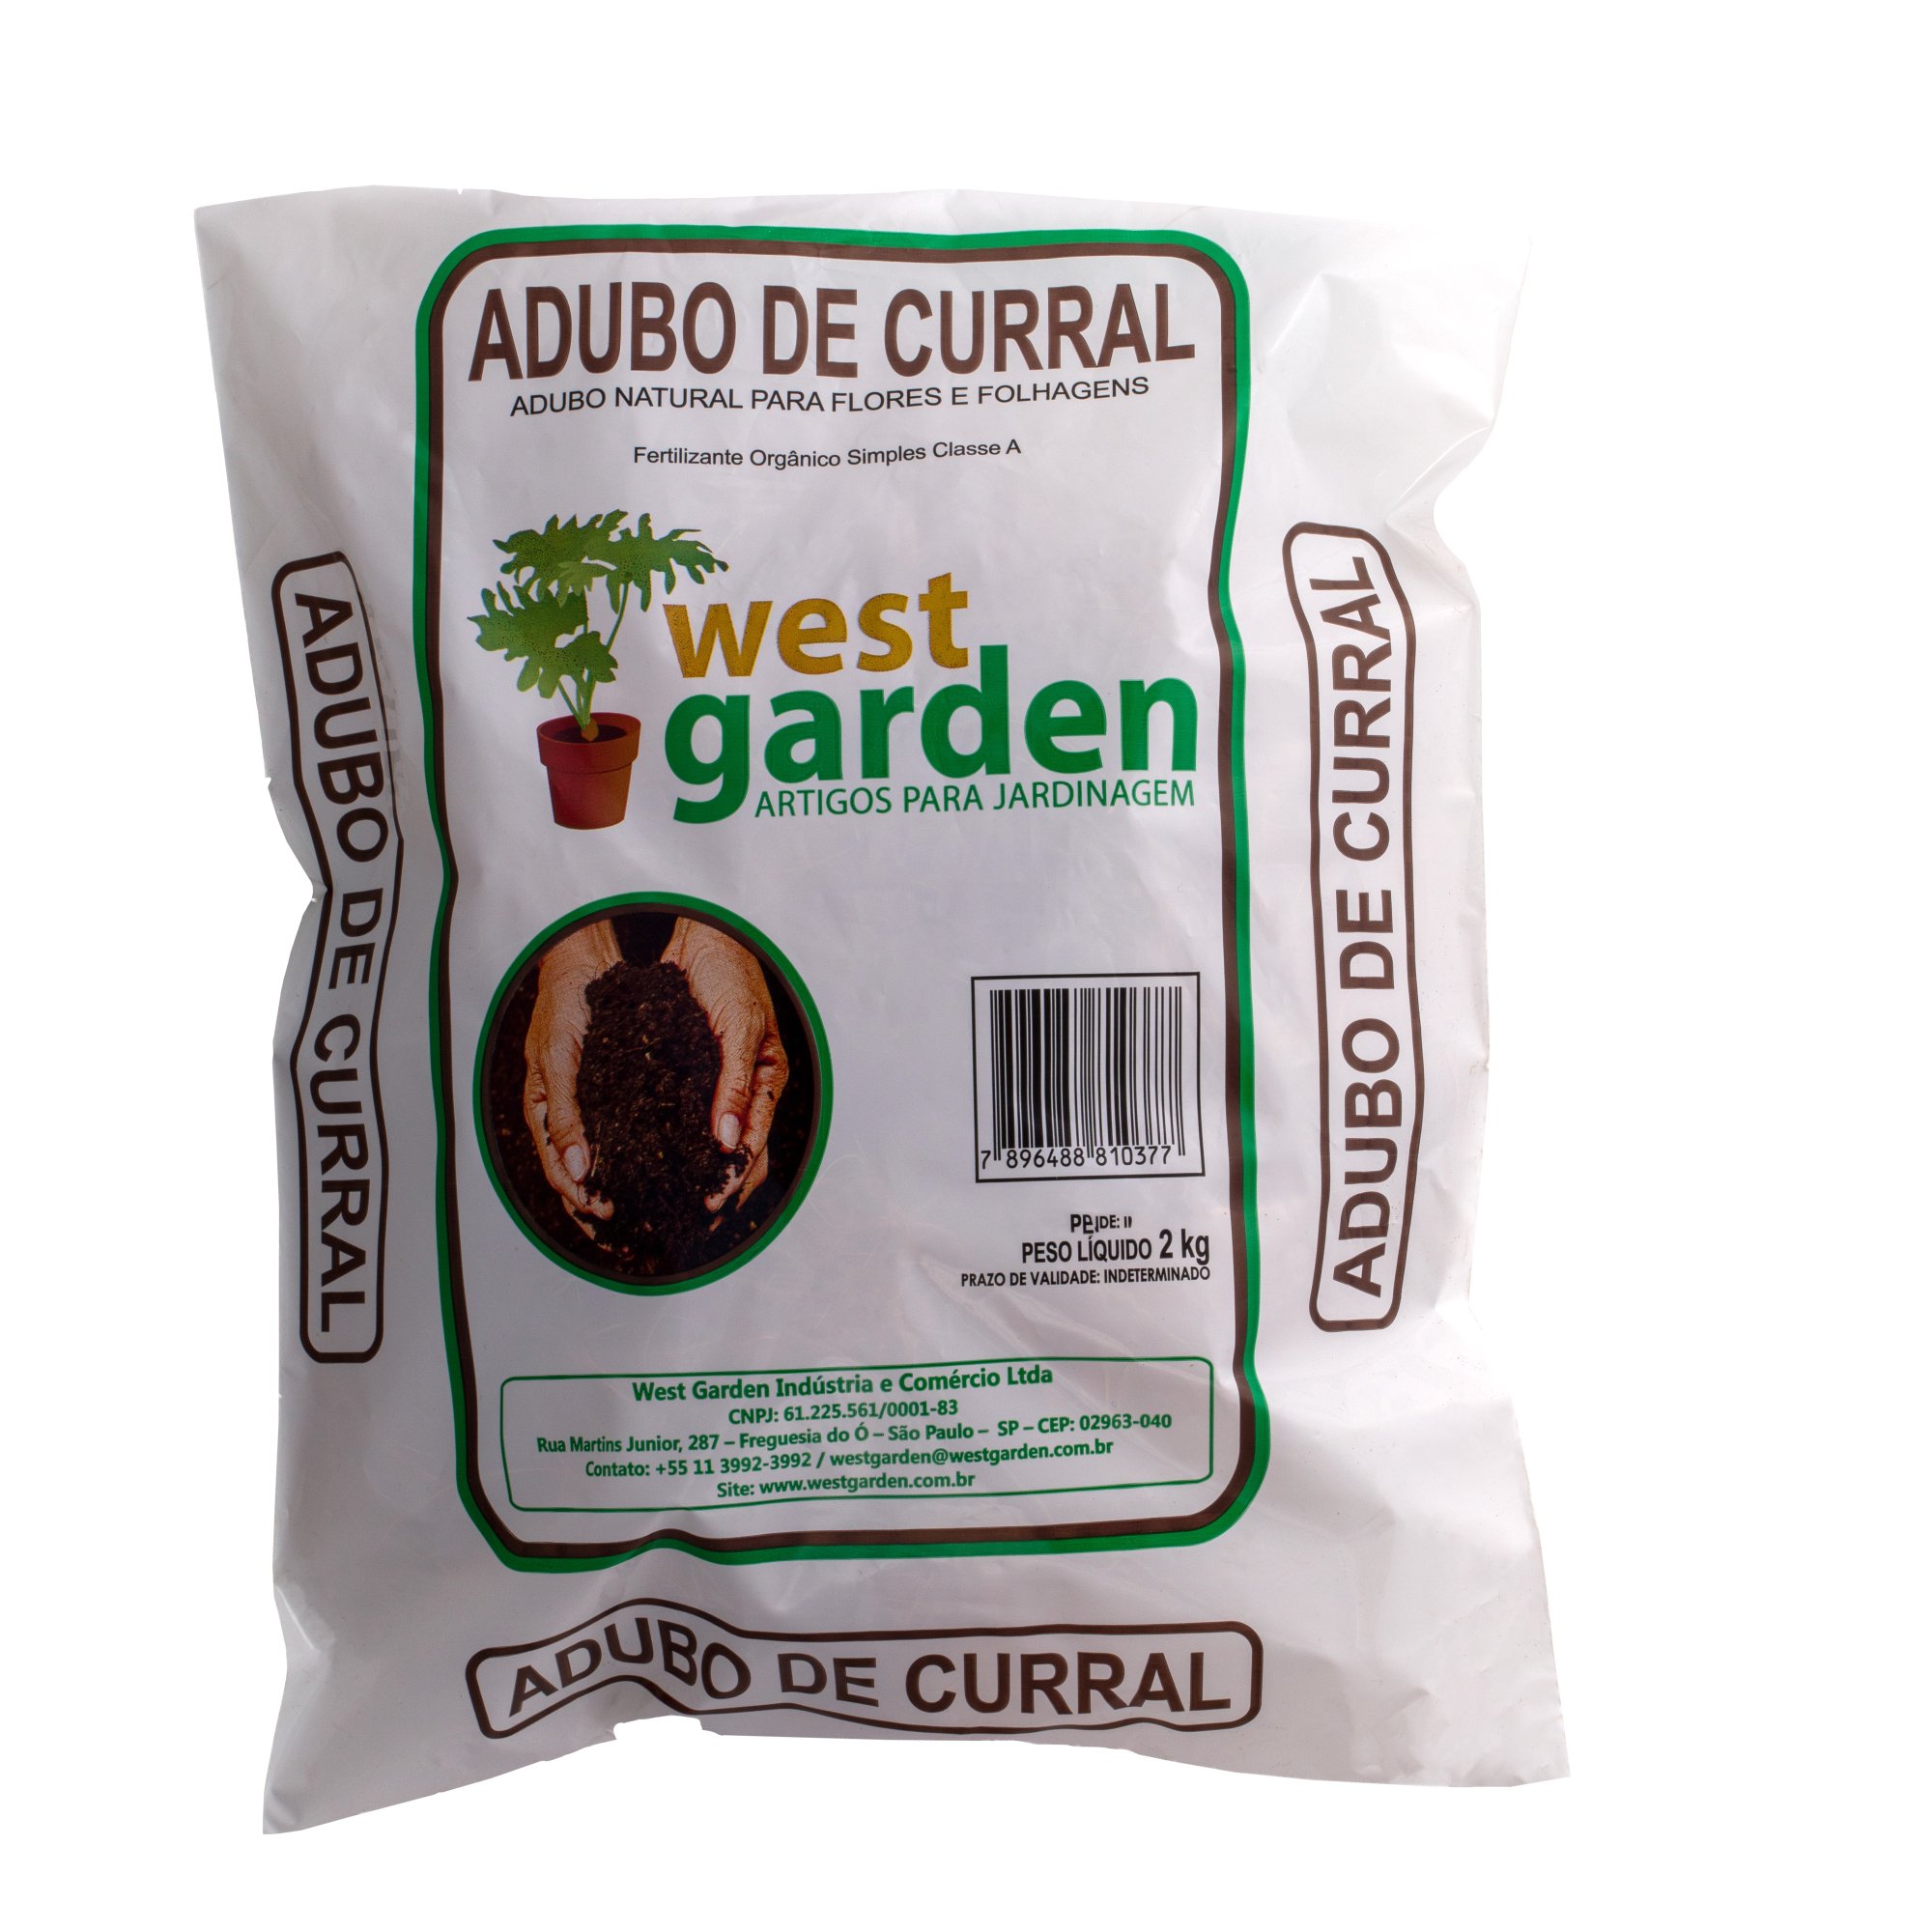 ADUBO DE CURRAL
ADUBO NATURAL PARA FLORES E FOLHAGENS
Fertilizante Orgânico Simples Classe A
west
garden
ARTIGOS PARA JARDINAGEM
ADUBO DE CURRAL
ADUBO DE CURRAL
7 896488 810377
PESO LÍQUIDO 2 kg
PRAZO DE VALIDADE: INDETERMINADO
West Garden Indústria e Comércio Ltda
CNPJ: 61.225.561/0001-83
Rua Martins Junior, 287 – Freguesia do Ó – São Paulo – SP – CEP: 02963-040
Contato: +55 11 3992-3992 / westgarden@westgarden.com.br
Site: www.westgarden.com.br
ADUBO DE CURRAL